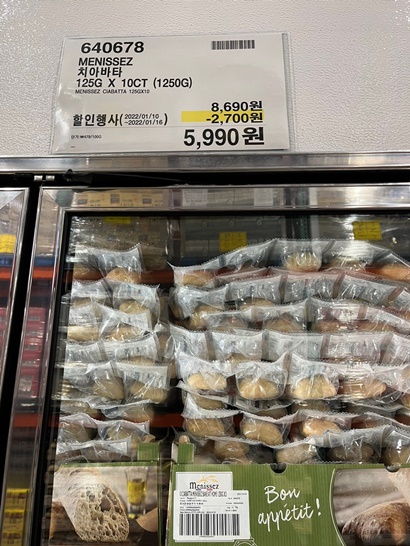 640678
MENISSEZ
치아바타
125G X 10CT (1250G)
MENISSEZ CIABATTA 125GX10
8,690원
할인행사(2022/01/10 ~2022/01/16) -2,700원
5,990원
Menissez
Bon
appétit!